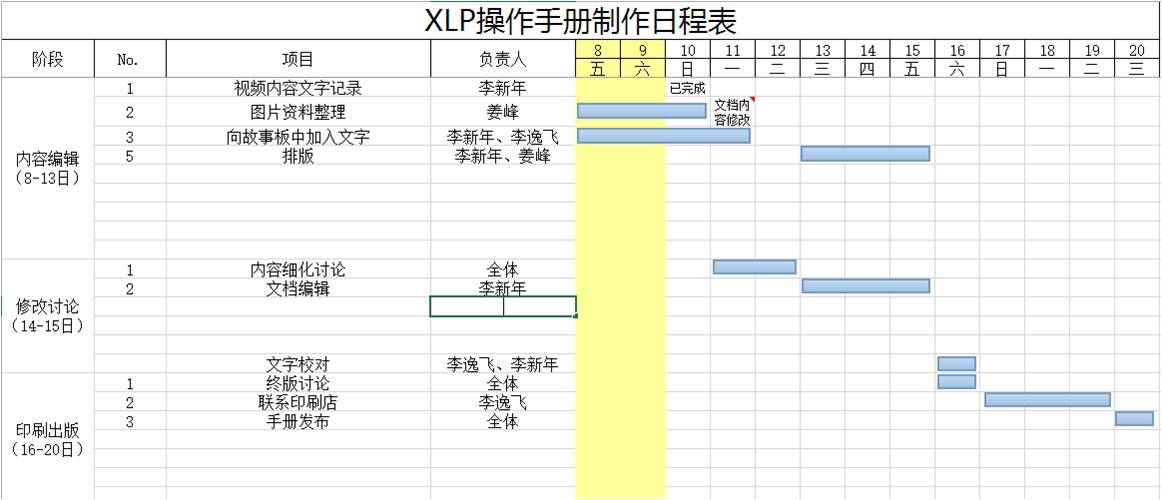 XLP操作手册制作日程表
阶段 No. 项目 负责人 8 9 10 11 12 13 14 15 16 17 18 19 20
五 六 日 一 二 三 四 五 六 日 一 二 三
内容编辑
(8-13日)
1 视频内容文字记录 李新年 已完成
2 图片资料整理 姜峰 文档内
容修改
3 向故事板中加入文字 李新年、李逸飞
5 排版 李新年、姜峰
修改讨论
(14-15日)
1 内容细化讨论 全体
2 文档编辑 李新年
文字校对 李逸飞、李新年
印刷出版
(16-20日)
1 终版讨论 全体
2 联系印刷店 李逸飞
3 手册发布 全体